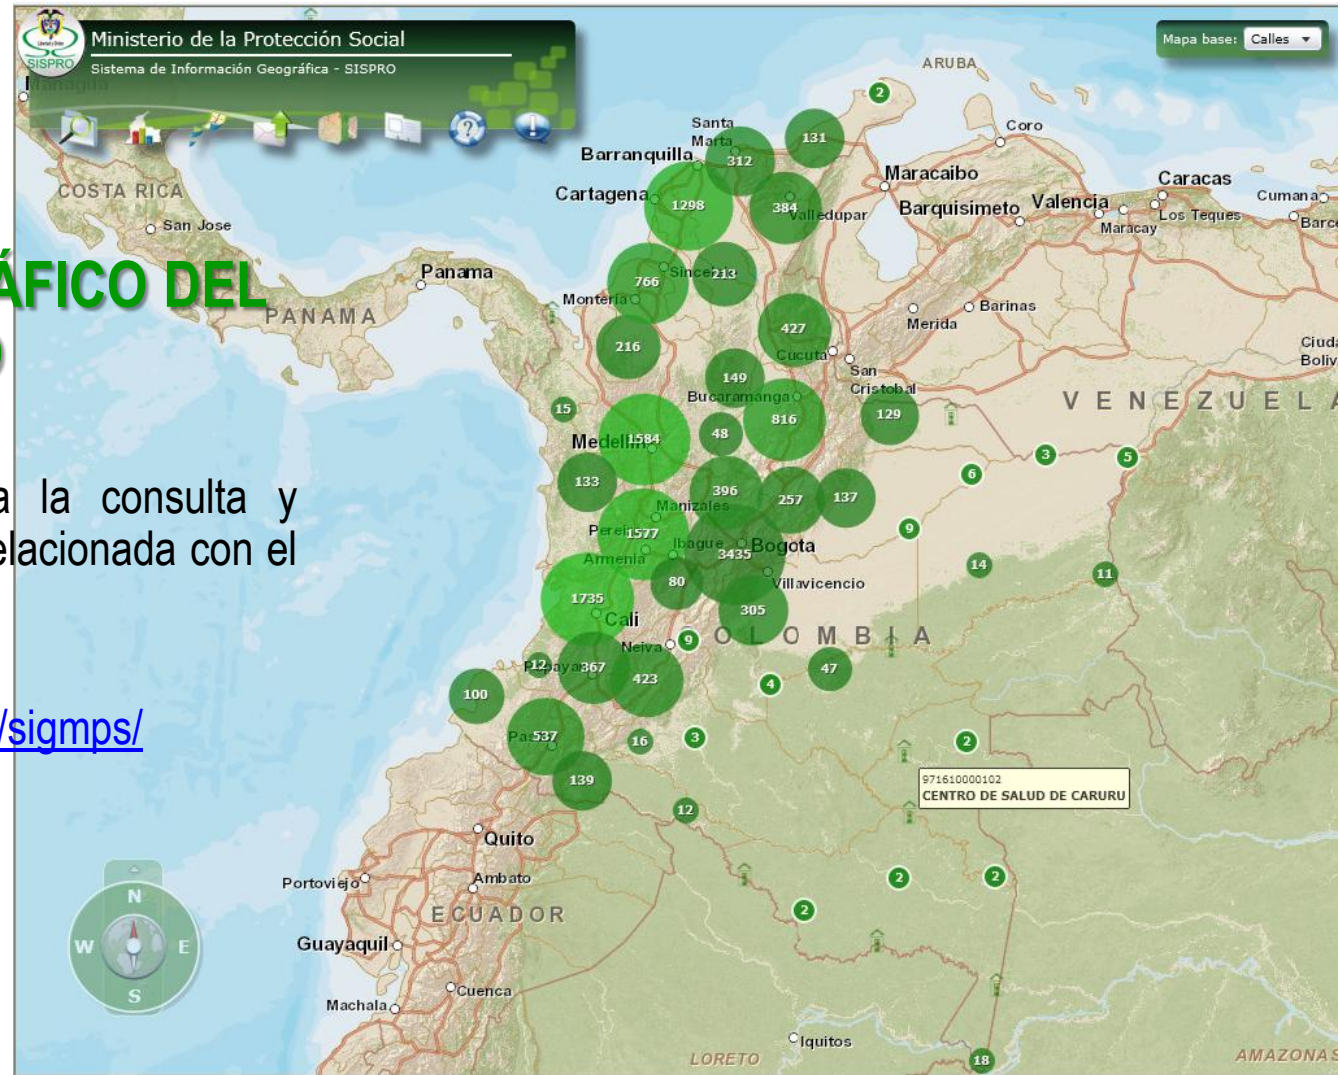 Ministerio de la Protección Social
Sistema de Información Geográfica - SISPRO
Libertad y Orden
SISPRO
Mapa base: Calles
ÁFICO DEL
a la consulta y
elacionada con el
/sigmps/
Managua
ARUBA
2
Santa
Marta
131
Coro
Barranquilla
312
Maracaibo
Caracas
COSTA RICA
Cartagena
1298
384
Valledupar
Barquisimeto
Valencia
Cumana
San Jose
Maracay
Los Teques
Barce
Panama
766
Sincelejo
213
PANAMA
Monteria
Barinas
Merida
427
216
Cucuta
San
Cristobal
Ciuda
Boliv
149
Bucaramanga
VENEZUELA
15
816
129
1584
48
Medellin
3
5
6
133
396
257
137
Manizales
9
Pereira
1577
Ibague
3435
Bogota
Armenia
14
11
80
Villavicencio
1735
305
Cali
COLOMBIA
Neiva
9
12
Popayan
367
423
47
4
100
Pasto
537
16
3
2
139
971610000102
CENTRO DE SALUD DE CARURU
12
Quito
Portoviejo
Ambato
2
2
N
ECUADOR
2
W
E
Guayaquil
S
Cuenca
Machala
Iquitos
LORETO
18
AMAZONAS